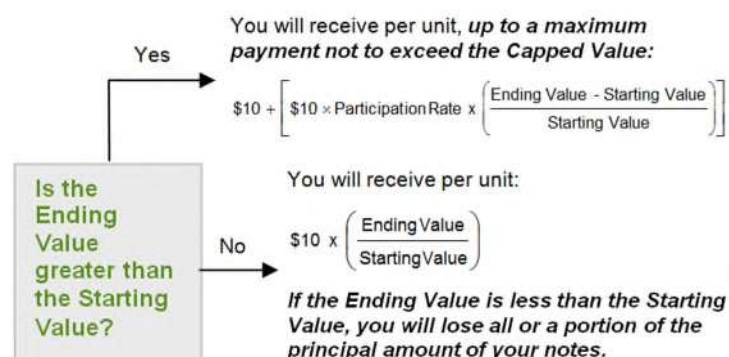 You will receive per unit, up to a maximum
payment not to exceed the Capped Value:
Yes
$10 + [ $10 × Participation Rate x ( Ending Value - Starting Value / Starting Value ) ]
Is the
Ending
Value
greater than
the Starting
Value?
No
You will receive per unit:
$10 x ( Ending Value / Starting Value )
If the Ending Value is less than the Starting
Value, you will lose all or a portion of the
principal amount of your notes.